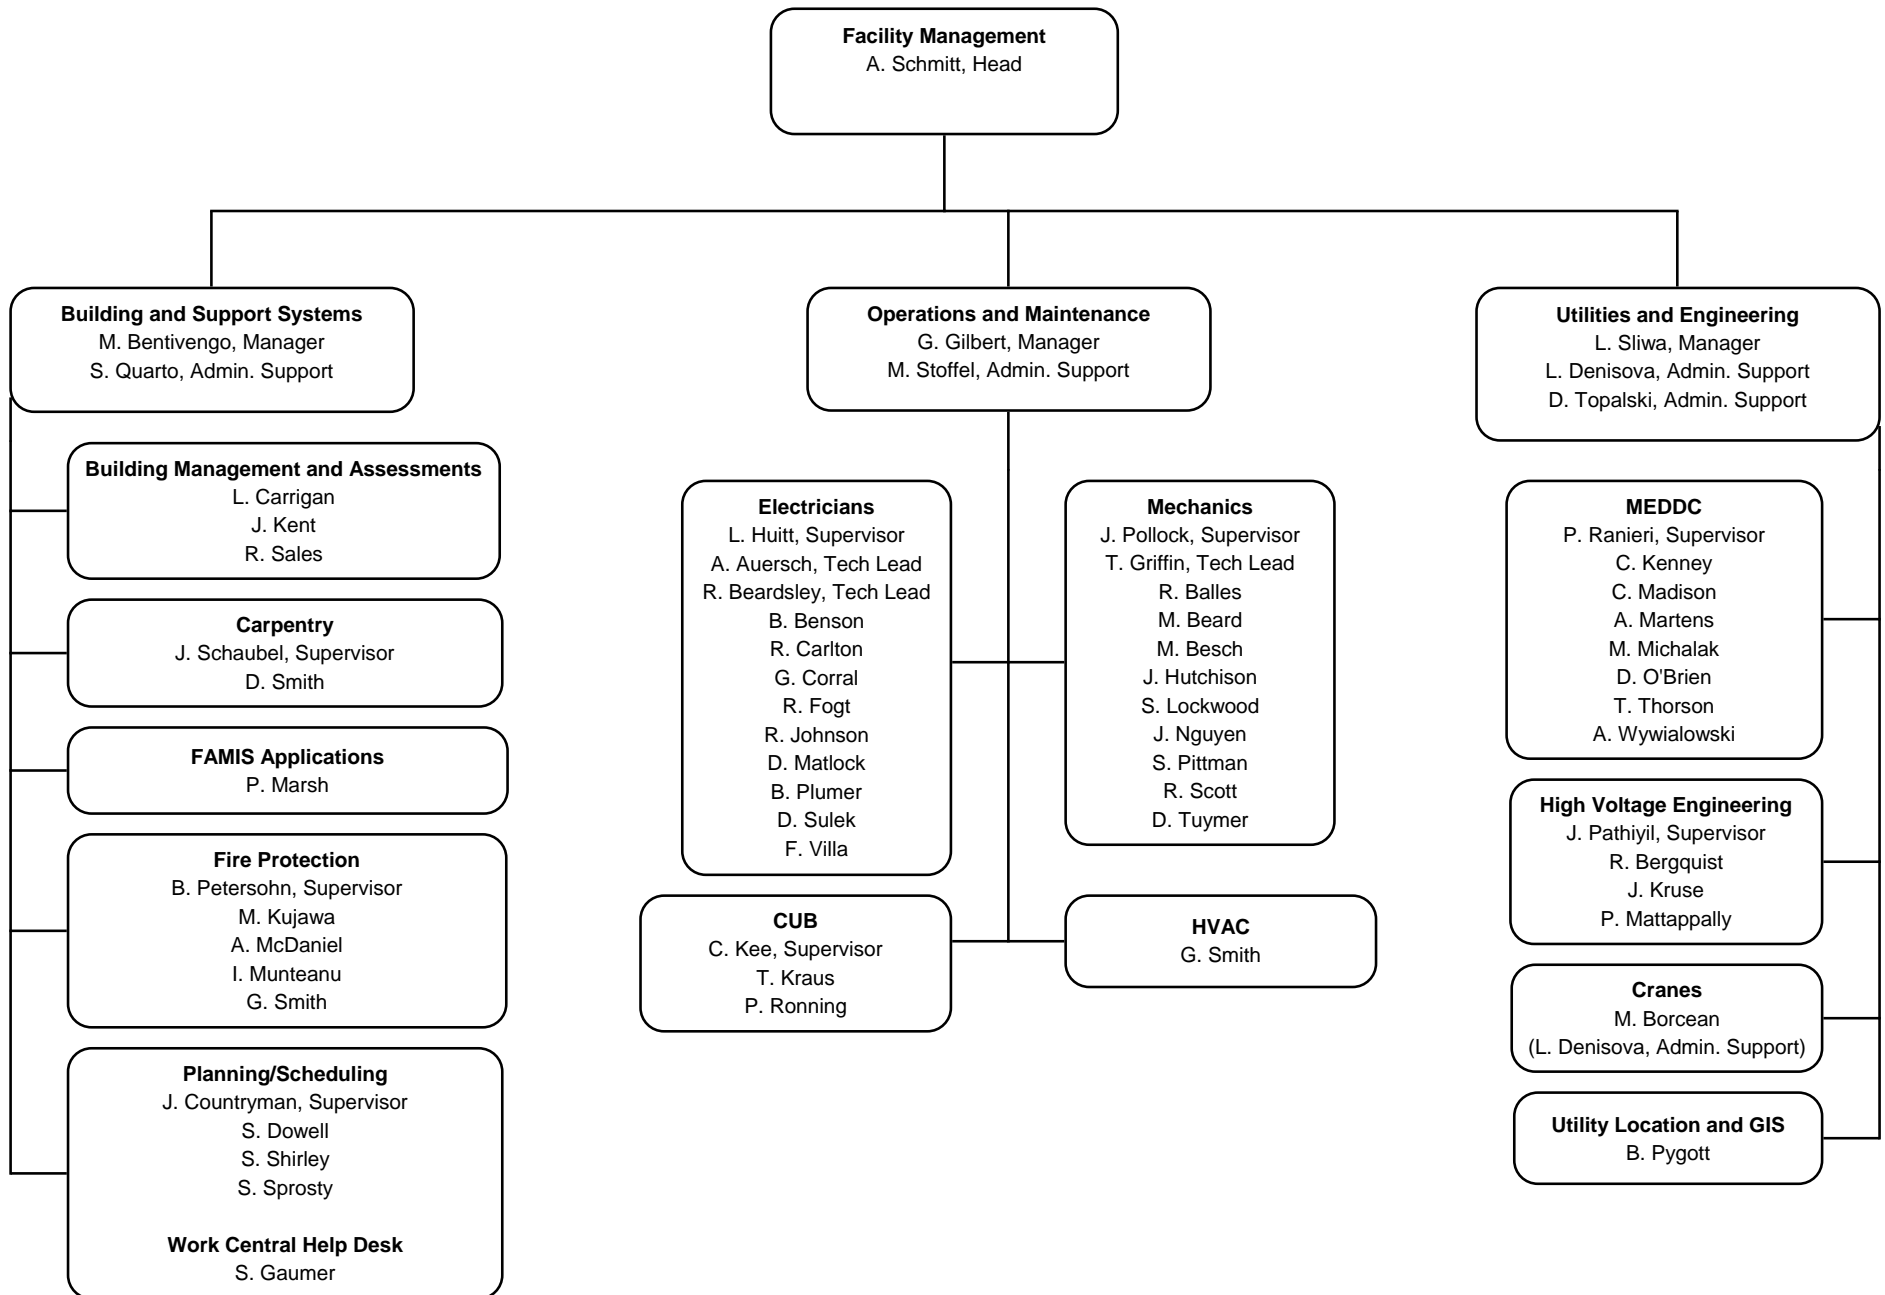 Facility Management
A. Schmitt, Head
Building and Support Systems
M. Bentivengo, Manager
S. Quarto, Admin. Support
Building Management and Assessments
L. Carrigan
J. Kent
R. Sales
Carpentry
J. Schaubel, Supervisor
D. Smith
FAMIS Applications
P. Marsh
Fire Protection
B. Petersohn, Supervisor
M. Kujawa
A. McDaniel
I. Munteanu
G. Smith
Planning/Scheduling
J. Countryman, Supervisor
S. Dowell
S. Shirley
S. Sprosty
Work Central Help Desk
S. Gaumer
Operations and Maintenance
G. Gilbert, Manager
M. Stoffel, Admin. Support
Electricians
L. Huitt, Supervisor
A. Auersch, Tech Lead
R. Beardsley, Tech Lead
B. Benson
R. Carlton
G. Corral
R. Fogt
R. Johnson
D. Matlock
B. Plumer
D. Sulek
F. Villa
Mechanics
J. Pollock, Supervisor
T. Griffin, Tech Lead
R. Balles
M. Beard
M. Besch
J. Hutchison
S. Lockwood
J. Nguyen
S. Pittman
R. Scott
D. Tuymer
CUB
C. Kee, Supervisor
T. Kraus
P. Ronning
HVAC
G. Smith
Utilities and Engineering
L. Sliwa, Manager
L. Denisova, Admin. Support
D. Topalski, Admin. Support
MEDDC
P. Ranieri, Supervisor
C. Kenney
C. Madison
A. Martens
M. Michalak
D. O'Brien
T. Thorson
A. Wywialowski
High Voltage Engineering
J. Pathiyil, Supervisor
R. Bergquist
J. Kruse
P. Mattappally
Cranes
M. Borcean
(L. Denisova, Admin. Support)
Utility Location and GIS
B. Pygott